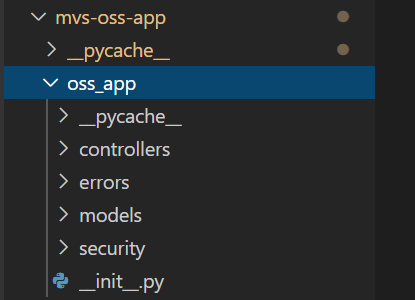 mvs-oss-app
__pycache__
oss_app
__pycache__
controllers
errors
models
security
__init__.py